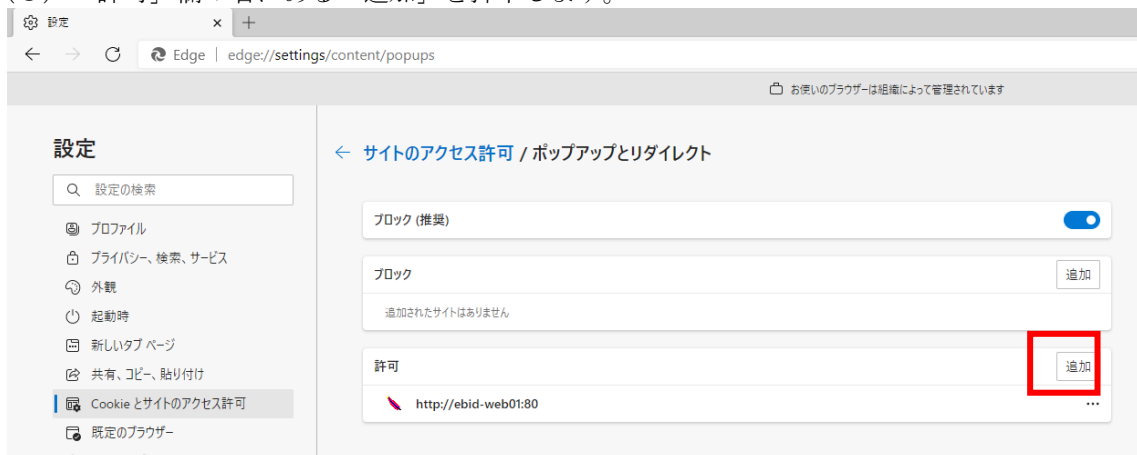 設定
Edge | edge://settings/content/popups
お使いのブラウザーは組織によって管理されています
設定
設定の検索
プロファイル
プライバシー、検索、サービス
外観
起動時
新しいタブ ページ
共有、コピー、貼り付け
Cookie とサイトのアクセス許可
既定のブラウザー
サイトのアクセス許可 / ポップアップとリダイレクト
ブロック (推奨)
ブロック
追加
追加されたサイトはありません
許可
追加
http://ebid-web01:80